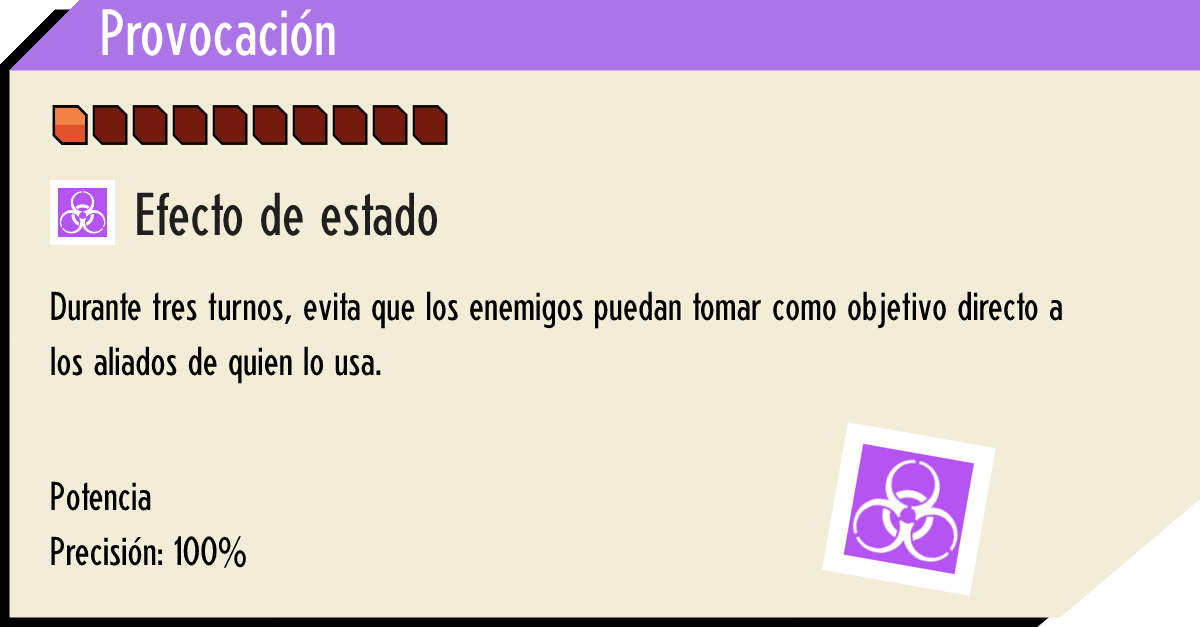 Provocación
Efecto de estado
Durante tres turnos, evita que los enemigos puedan tomar como objetivo directo a
los aliados de quien lo usa.
Potencia
Precisión: 100%